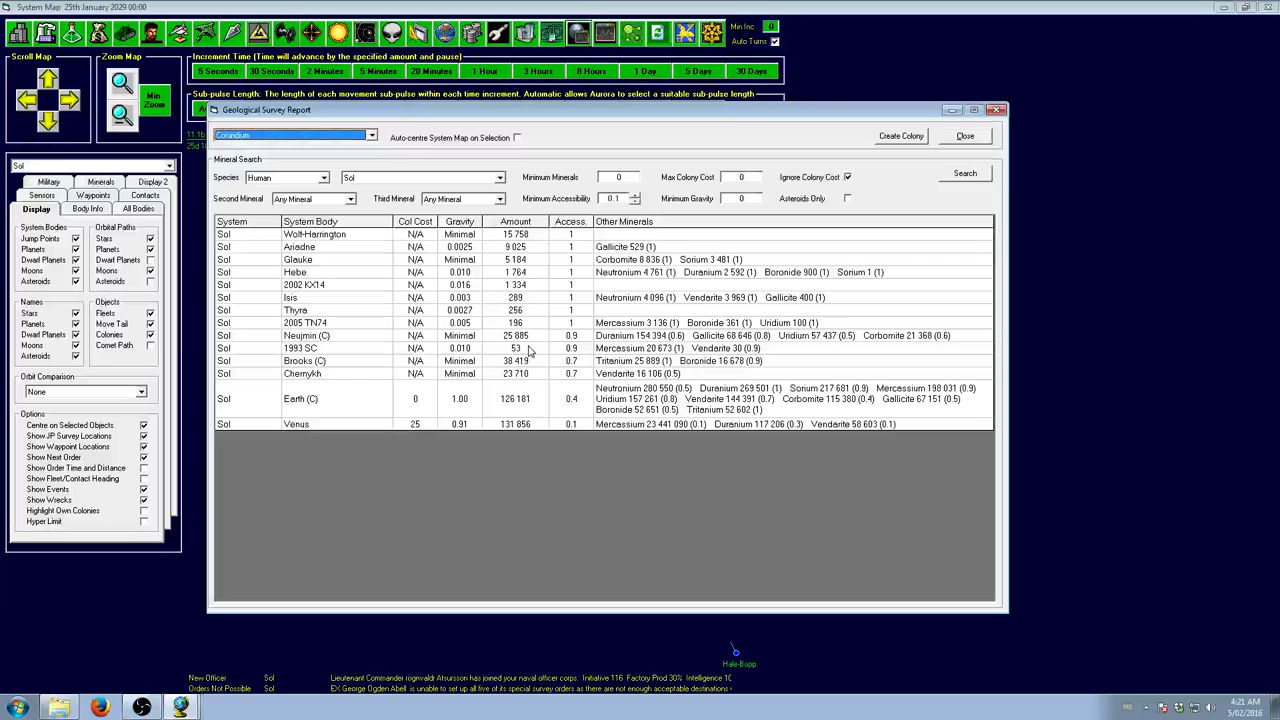 System Map 25th January 2029 00:00
Min Inc 0
Auto Turns
Scroll Map
Zoom Map
Min Zoom
Increment Time (Time will advance by the specified amount and pause)
5 Seconds 30 Seconds 2 Minutes 5 Minutes 20 Minutes 1 Hour 3 Hours 8 Hours 1 Day 5 Days 30 Days
Sub-pulse Length: The length of each movement sub-pulse within each time increment. Automatic allows Aurora to select a suitable sub-pulse length
Geological Survey Report
Corundium
Auto-centre System Map on Selection
Create Colony
Close
Mineral Search
Species Human Sol Minimum Minerals 0 Max Colony Cost 0 Ignore Colony Cost
Search
Second Mineral Any Mineral Third Mineral Any Mineral Minimum Accessibility 0.1 Minimum Gravity 0 Asteroids Only
System System Body Col Cost Gravity Amount Access. Other Minerals
Sol Wolf-Harrington N/A Minimal 15 758 1
Sol Ariadne N/A 0.0025 9 025 1 Gallicite 529 (1)
Sol Glauke N/A Minimal 5 184 1 Corbomite 8 836 (1) Sorium 3 481 (1)
Sol Hebe N/A 0.010 1 764 1 Neutronium 4 761 (1) Duranium 2 592 (1) Boronide 900 (1) Sorium 1 (1)
Sol 2002 KX14 N/A 0.016 1 334 1
Sol Isis N/A 0.003 289 1 Neutronium 4 096 (1) Vendarite 3 969 (1) Gallicite 400 (1)
Sol Thyra N/A 0.0027 256 1
Sol 2005 TN74 N/A 0.005 196 1 Mercassium 3 136 (1) Boronide 361 (1) Uridium 100 (1)
Sol Neujmin (C) N/A Minimal 25 885 0.9 Duranium 154 394 (0.6) Gallicite 68 646 (0.8) Uridium 57 437 (0.5) Corbomite 21 368 (0.6)
Sol 1993 SC N/A 0.010 53 0.9 Mercassium 20 673 (1) Vendarite 30 (0.9)
Sol Brooks (C) N/A Minimal 38 419 0.7 Tritanium 25 889 (1) Boronide 16 678 (0.9)
Sol Chernykh N/A Minimal 23 710 0.7 Vendarite 16 106 (0.5)
Sol Earth (C) 0 1.00 126 181 0.4 Neutronium 280 550 (0.5) Duranium 269 501 (1) Sorium 217 681 (0.9) Mercassium 198 031 (0.9)
Uridium 157 261 (0.8) Vendarite 144 391 (0.7) Corbomite 115 380 (0.4) Gallicite 67 151 (0.5)
Boronide 52 651 (0.5) Tritanium 52 602 (1)
Sol Venus 25 0.91 131 856 0.1 Mercassium 23 441 090 (0.1) Duranium 117 206 (0.3) Vendarite 58 603 (0.1)
Sol
Military Minerals Display 2
Sensors Waypoints Contacts
Display Body Info All Bodies
System Bodies
Jump Points
Planets
Dwarf Planets
Moons
Asteroids
Orbital Paths
Stars
Planets
Dwarf Planets
Moons
Asteroids
Names
Stars
Planets
Dwarf Planets
Moons
Asteroids
Objects
Fleets
Move Tail
Colonies
Comet Path
Orbit Comparison
None
Options
Centre on Selected Objects
Show JP Survey Locations
Show Waypoint Locations
Show Next Order
Show Order Time and Distance
Show Fleet/Contact Heading
Show Events
Show Wrecks
Highlight Own Colonies
Hyper Limit
Hale-Bopp
New Officer Sol Lieutenant Commander rognvaldr Atsursson has joined your naval officer corps. Initiative 116 Factory Prod 30% Intelligence 10
Orders Not Possible Sol EX George Ogden Abell is unable to set up all five of its special survey orders as there are not enough acceptable destinations
4:21 AM
5/02/2016